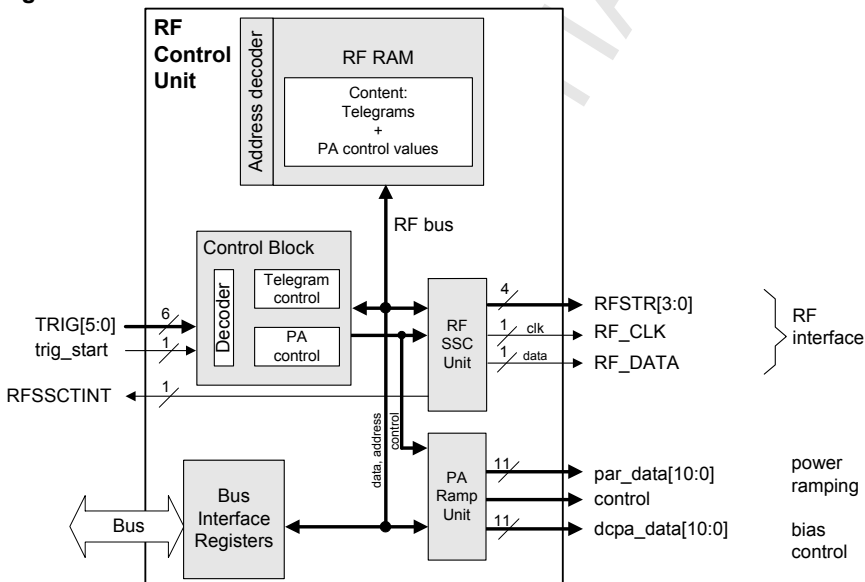 RF
Control
Unit
Address decoder
RF RAM
Content:
Telegrams
+
PA control values
RF bus
Control Block
Decoder
Telegram
control
PA
control
TRIG[5:0]
6
trig_start
1
RFSSCTINT
1
RF
SSC
Unit
4
RFSTR[3:0]
1
clk
RF_CLK
1
data
RF_DATA
RF
interface
data, address
control
Bus
Bus
Interface
Registers
PA
Ramp
Unit
11
par_data[10:0]
control
11
dcpa_data[10:0]
power
ramping
bias
control